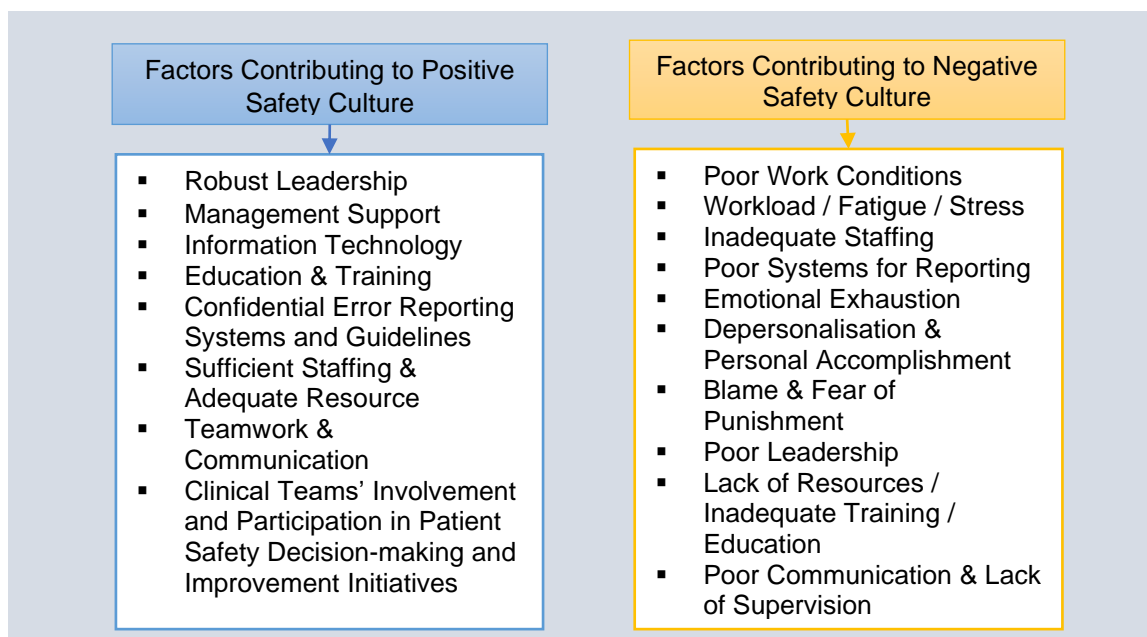 Factors Contributing to Positive
Safety Culture
▪ Robust Leadership
▪ Management Support
▪ Information Technology
▪ Education & Training
▪ Confidential Error Reporting
Systems and Guidelines
▪ Sufficient Staffing &
Adequate Resource
▪ Teamwork &
Communication
▪ Clinical Teams’ Involvement
and Participation in Patient
Safety Decision-making and
Improvement Initiatives
Factors Contributing to Negative
Safety Culture
▪ Poor Work Conditions
▪ Workload / Fatigue / Stress
▪ Inadequate Staffing
▪ Poor Systems for Reporting
▪ Emotional Exhaustion
▪ Depersonalisation &
Personal Accomplishment
▪ Blame & Fear of
Punishment
▪ Poor Leadership
▪ Lack of Resources /
Inadequate Training /
Education
▪ Poor Communication & Lack
of Supervision